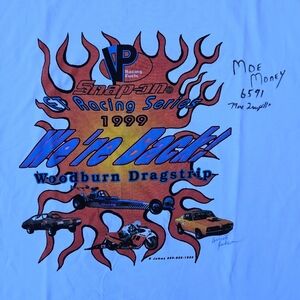 VP
Racing
Fuels
Snap-on®
Racing Series
1999
We're Back!
Woodburn Dragstrip
MOE
MONEY
6591